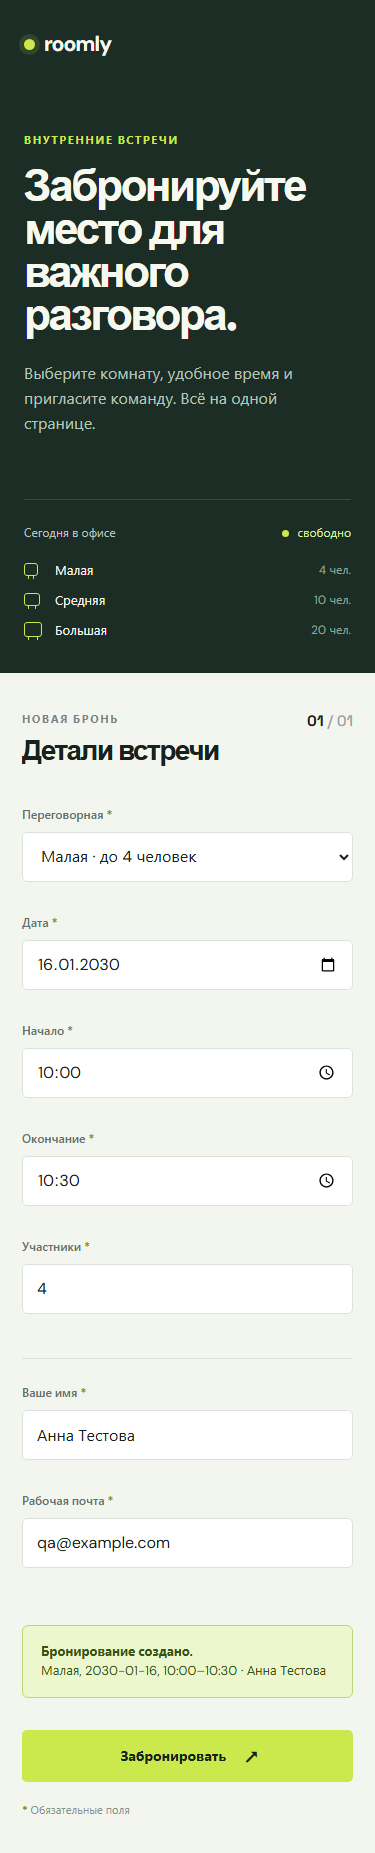 roomly
ВНУТРЕННИЕ ВСТРЕЧИ
Забронируйте
место для
важного
разговора.
Выберите комнату, удобное время и
пригласите команду. Всё на одной
странице.
Сегодня в офисе свободно
Малая 4 чел.
Средняя 10 чел.
Большая 20 чел.
НОВАЯ БРОНЬ 01 / 01
Детали встречи
Переговорная *
Малая · до 4 человек
Дата *
16.01.2030
Начало *
10:00
Окончание *
10:30
Участники *
4
Ваше имя *
Анна Тестова
Рабочая почта *
qa@example.com
Бронирование создано.
Малая, 2030-01-16, 10:00–10:30 · Анна Тестова
Забронировать ↗
* Обязательные поля